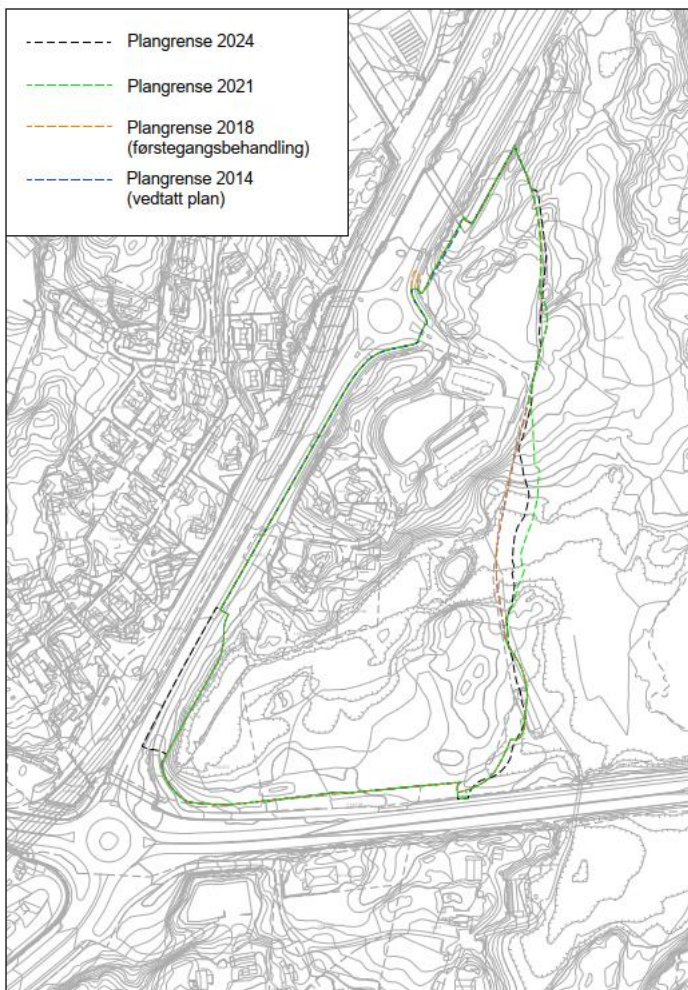 Plangrense 2024
Plangrense 2021
Plangrense 2018
(førstegangsbehandling)
Plangrense 2014
(vedtatt plan)